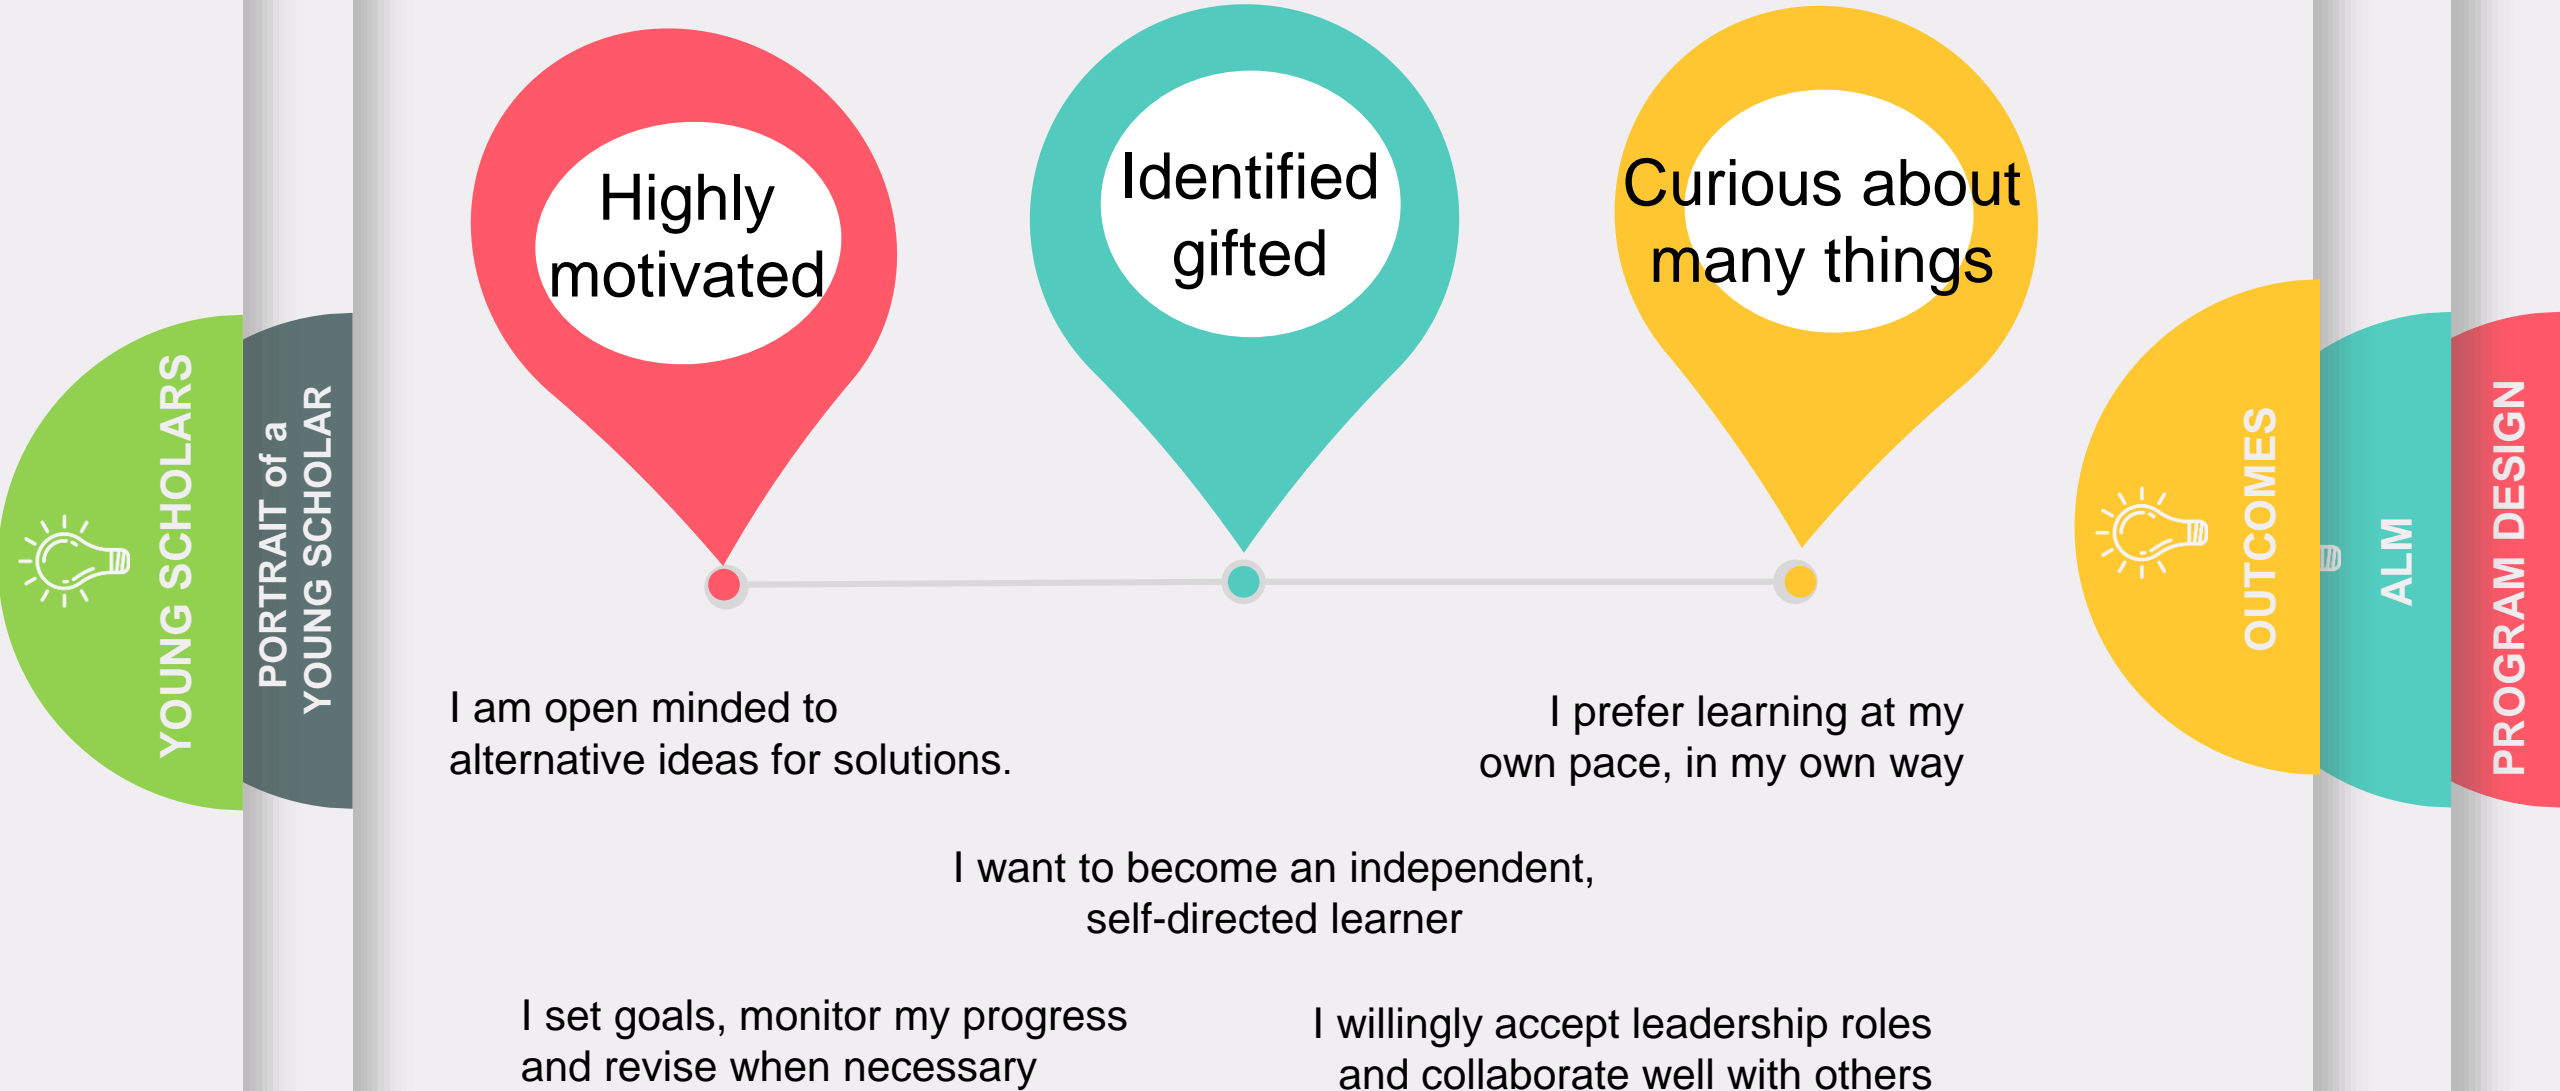 YOUNG SCHOLARS
PORTRAIT of a
YOUNG SCHOLAR
Highly
motivated
Identified
gifted
Curious about
many things
I am open minded to
alternative ideas for solutions.
I prefer learning at my
own pace, in my own way
I want to become an independent,
self-directed learner
I set goals, monitor my progress
and revise when necessary
I willingly accept leadership roles
and collaborate well with others
OUTCOMES
ALM
PROGRAM DESIGN